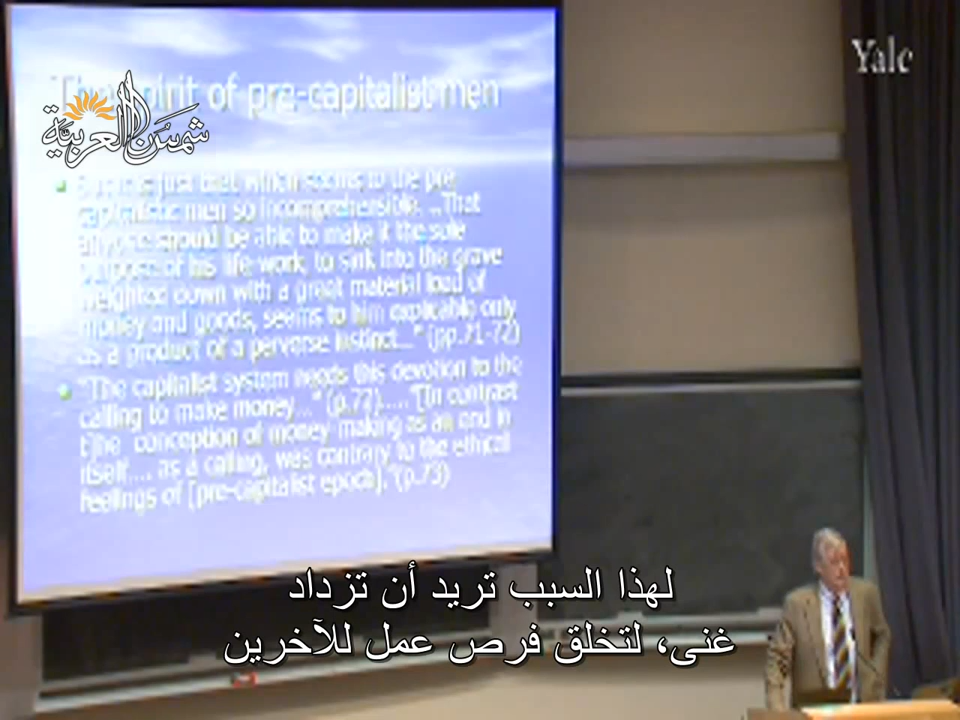 Yale
The spirit of pre-capitalist men
شمس العربية
just that which seems to the pre
capitalistic men so incomprehensible. ..That
anyone should be able to make it the sole
purpose of his life-work, to sink into the grave
weighted down with a great material load of
money and goods, seems to him explicable only
as a product of a perverse instinct..." (pp.71-72)
"The capitalist system needs this devotion to the
calling to make money..." (p.72)..... "[In contrast
t]he conception of money making as an end in
itself.... as a calling, was contrary to the ethical
feelings of [pre-capitalist epoch]."(p.73)
لهذا السبب تريد أن تزداد
غنى، لتخلق فرص عمل للآخرين